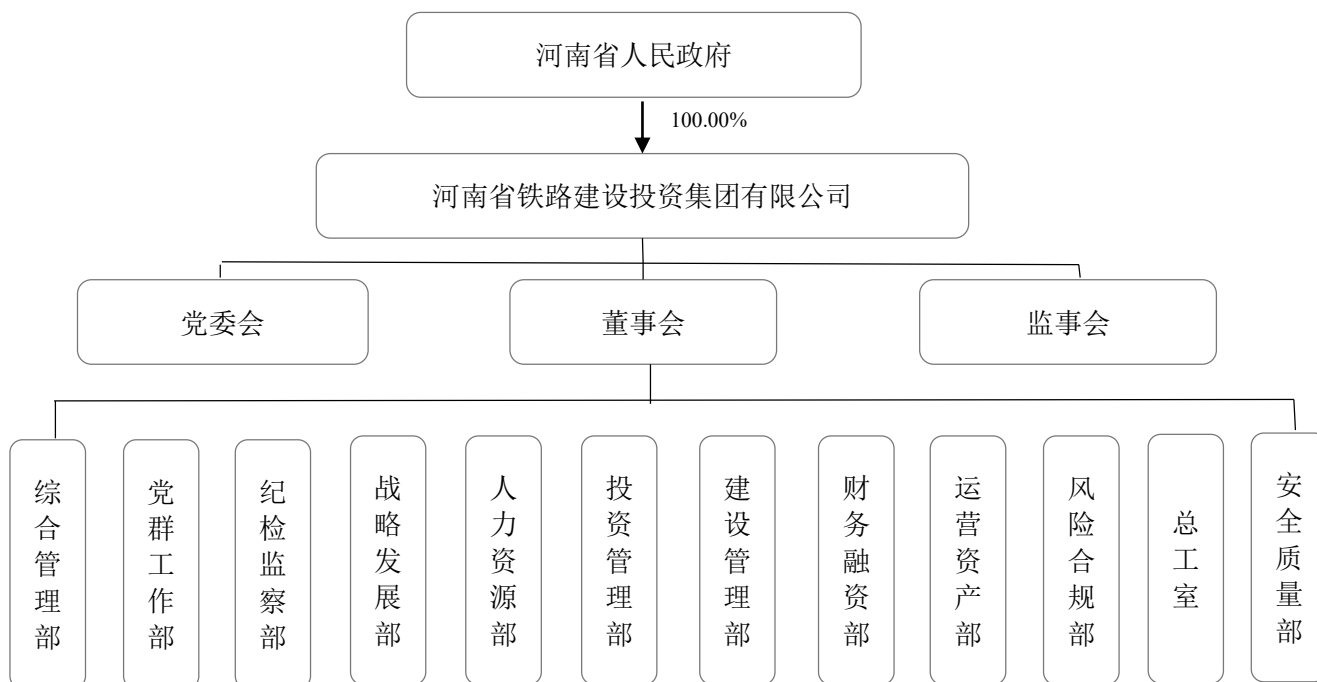 河南省人民政府
100.00%
河南省铁路建设投资集团有限公司
党委会
董事会
监事会
综合管理部
党群工作部
纪检监察部
战略发展部
人力资源部
投资管理部
建设管理部
财务融资部
运营资产部
风险合规部
总工室
安全质量部